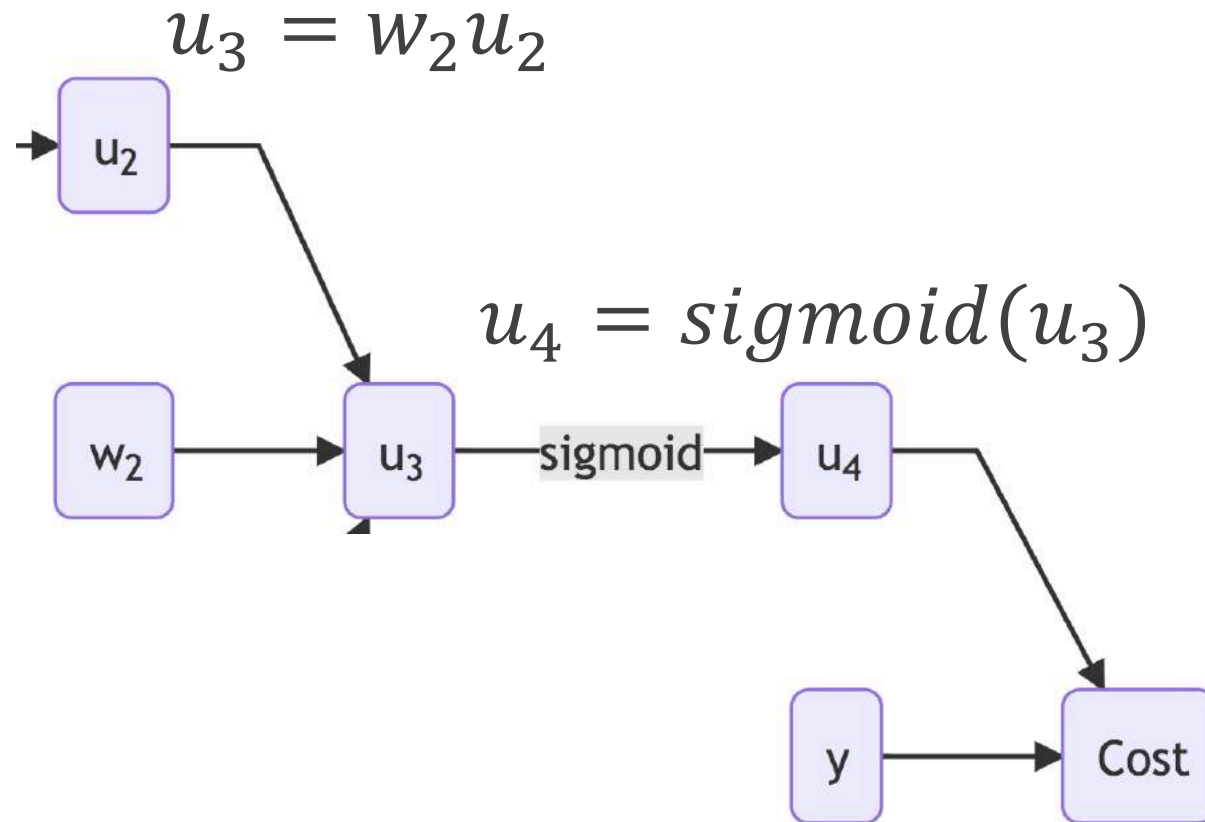 u₃ = w₂u₂
u₂
u₄ = sigmoid(u₃)
w₂
u₃
sigmoid
u₄
y
Cost